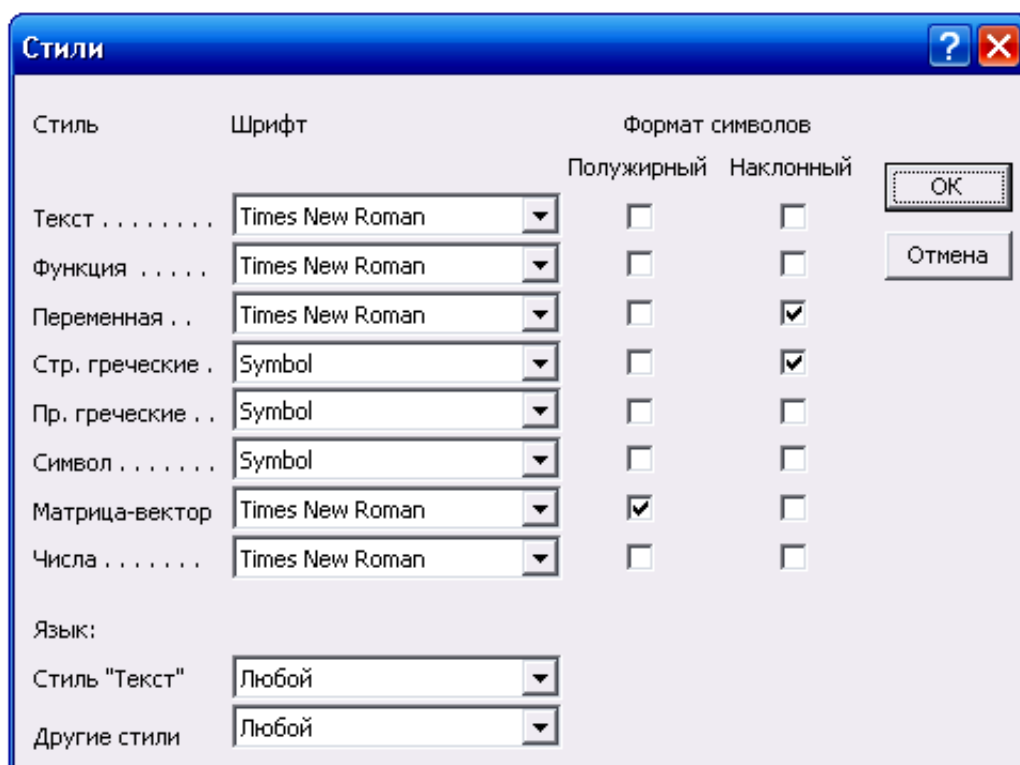 Стили
Стиль Шрифт Формат символов
Полужирный Наклонный
OK
Текст . . . . . . . . Times New Roman
Отмена
Функция . . . . . Times New Roman
Переменная . . Times New Roman
Стр. греческие . Symbol
Пр. греческие . . Symbol
Символ . . . . . . . Symbol
Матрица-вектор Times New Roman
Числа . . . . . . . Times New Roman
Язык:
Стиль "Текст" Любой
Другие стили Любой